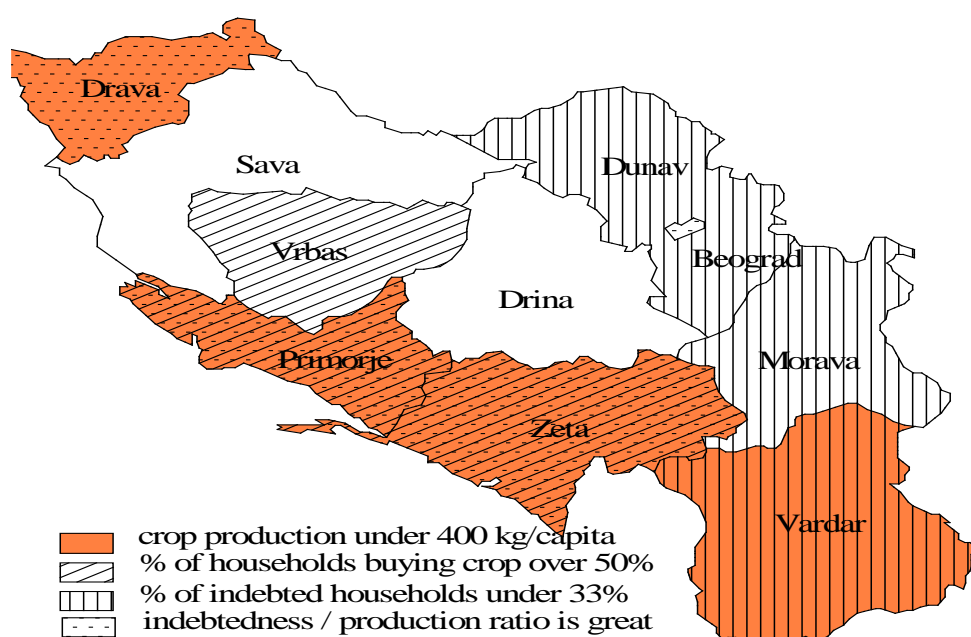 Drava
Sava
Dunav
Vrbas
Beograd
Drina
Primorje
Morava
Zeta
Vardar
crop production under 400 kg/capita
% of households buying crop over 50%
% of indebted households under 33%
indebtedness / production ratio is great